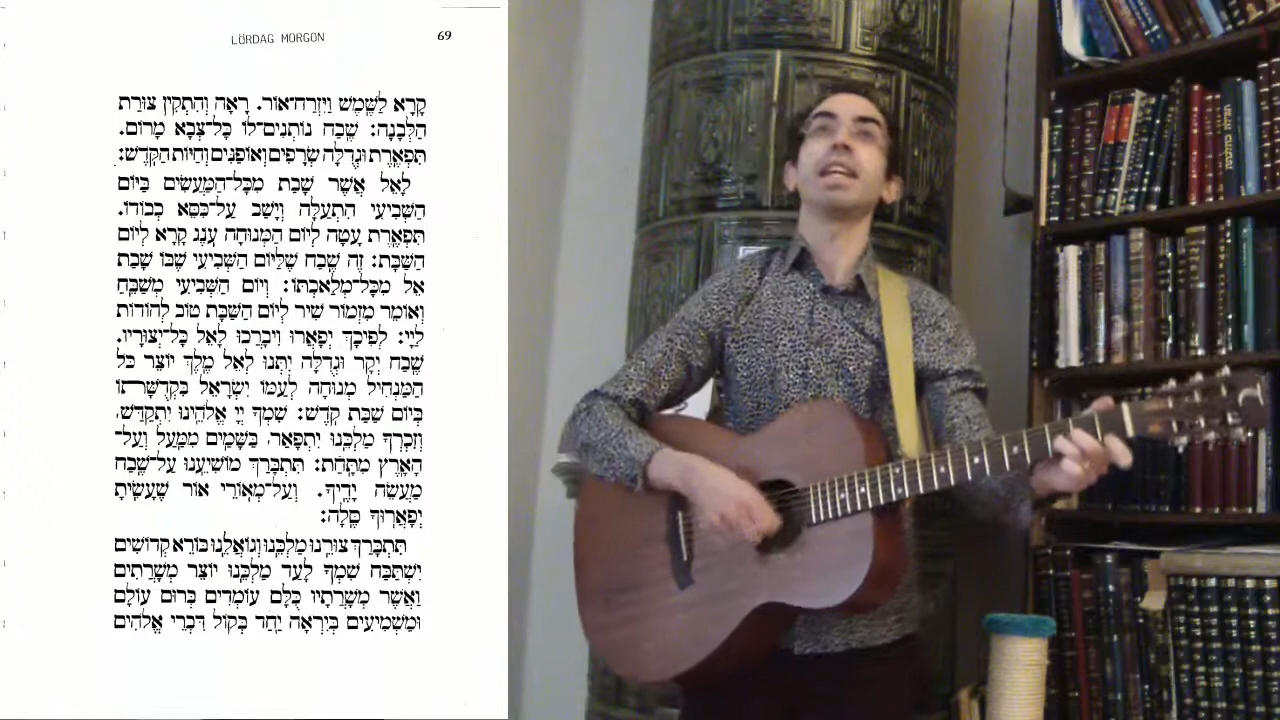 LÖRDAG MORGON
69
קָרָא לַשֶּֽׁמֶשׁ וַיִּזְרַח־אוֹר. רָאָה וְהִתְקִין צוּרַת
הַלְּבָנָה: שֶֽׁבַח נוֹתְנִים־לוֹ כָּל־צְבָא מָרוֹם.
תִּפְאֶֽרֶת וּגְדֻלָּה שְׂרָפִים וְאוֹפַנִּים וְחַיּוֹת הַקֹּֽדֶשׁ:
לָאֵל אֲשֶׁר שָׁבַת מִכָּל־הַמַּעֲשִׂים בַּיּוֹם
הַשְּׁבִיעִי הִתְעַלָּה וְיָשַׁב עַל־כִּסֵּא כְבוֹדוֹ.
תִּפְאֶֽרֶת עָטָה לְיוֹם הַמְּנוּחָה עֹֽנֶג קָרָא לְיוֹם
הַשַּׁבָּת: זֶה שֶֽׁבַח שֶׁלַּיּוֹם הַשְּׁבִיעִי שֶׁבּוֹ שָׁבַת
אֵל מִכָּל־מְלַאכְתּוֹ: וְיוֹם הַשְּׁבִיעִי מְשַׁבֵּֽחַ
וְאוֹמֵר מִזְמוֹר שִׁיר לְיוֹם הַשַּׁבָּת טוֹב לְהוֹדוֹת
לַיְיָ: לְפִיכָךְ יְפָאֲרוּ וִיבָרְכוּ לָאֵל כָּל־יְצוּרָיו.
שֶֽׁבַח יְקָר וּגְדֻלָּה יִתְּנוּ לָאֵל מֶֽלֶךְ יוֹצֵר כֹּל
הַמַּנְחִיל מְנוּחָה לְעַמּוֹ יִשְׂרָאֵל בִּקְדֻשָּׁתוֹ
בְּיוֹם שַׁבַּת קֹֽדֶשׁ: שִׁמְךָ יְיָ אֱלֹהֵֽינוּ יִתְקַדַּשׁ,
וְזִכְרְךָ מַלְכֵּֽנוּ יִתְפָּאַר, בַּשָּׁמַֽיִם מִמַּֽעַל וְעַל־
הָאָֽרֶץ מִתָּֽחַת: תִּתְבָּרַךְ מוֹשִׁיעֵֽנוּ עַל־שֶֽׁבַח
מַעֲשֵׂה יָדֶֽיךָ. וְעַל־מְאֽוֹרֵי אוֹר שֶׁעָשִֽׂיתָ
יְפָאֲרֽוּךָ סֶּֽלָה:
תִּתְבָּרַךְ צוּרֵֽנוּ מַלְכֵּֽנוּ וְגוֹאֲלֵֽנוּ בּוֹרֵא קְדוֹשִׁים
יִשְׁתַּבַּח שִׁמְךָ לָעַד מַלְכֵּֽנוּ יוֹצֵר מְשָׁרְתִים
וַאֲשֶׁר מְשָׁרְתָיו כֻּלָּם עוֹמְדִים בְּרוּם עוֹלָם
וּמַשְׁמִיעִים בְּיִרְאָה יַֽחַד בְּקוֹל דִּבְרֵי אֱלֹהִים